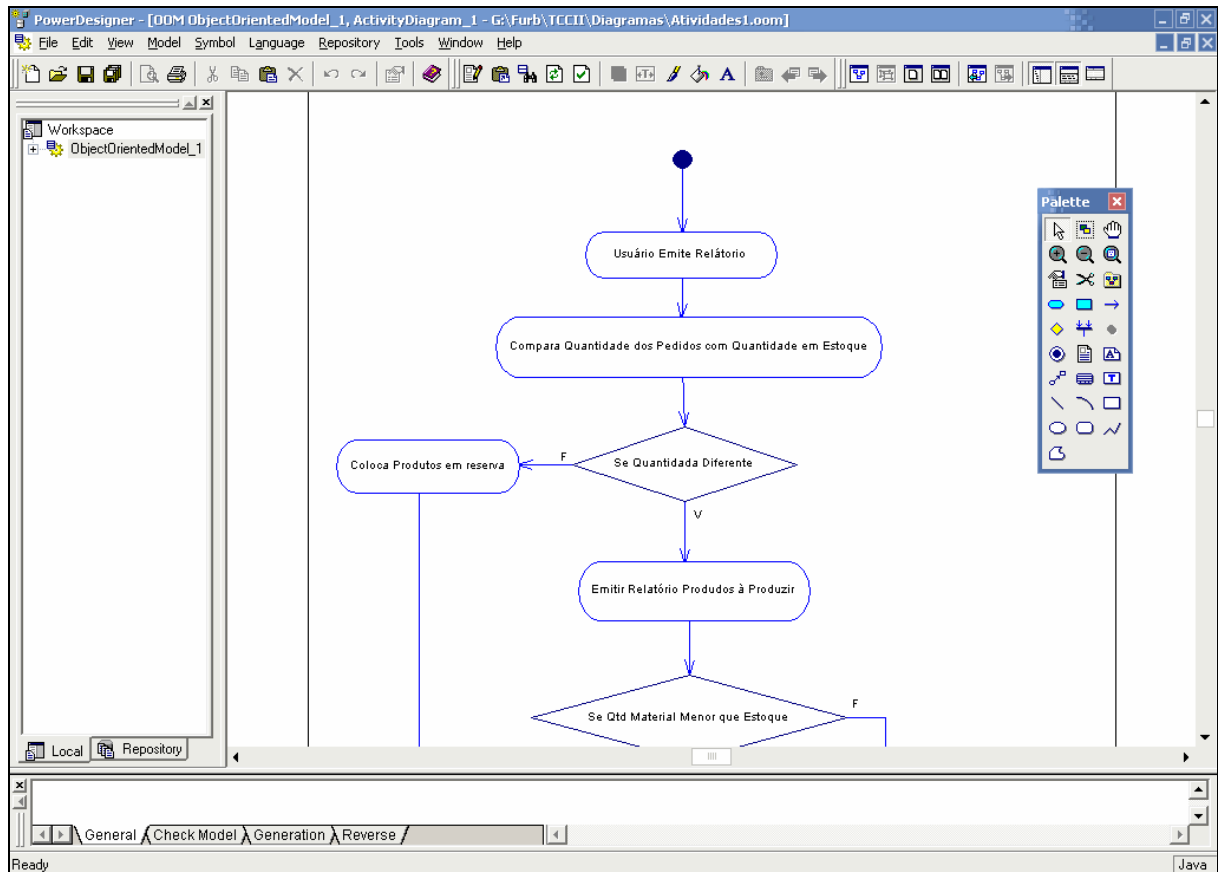 PowerDesigner - [OOM ObjectOrientedModel_1, ActivityDiagram_1 - G:\Furb\TCCII\Diagramas\Atividades1.oom]
File Edit View Model Symbol Language Repository Tools Window Help
Workspace
ObjectOrientedModel_1
Palette
Usuário Emite Relátorio
Compara Quantidade dos Pedidos com Quantidade em Estoque
Coloca Produtos em reserva
F
Se Quantidada Diferente
V
Emitir Relatório Produdos à Produzir
F
Se Qtd Material Menor que Estoque
Local Repository
General Check Model Generation Reverse
Ready Java